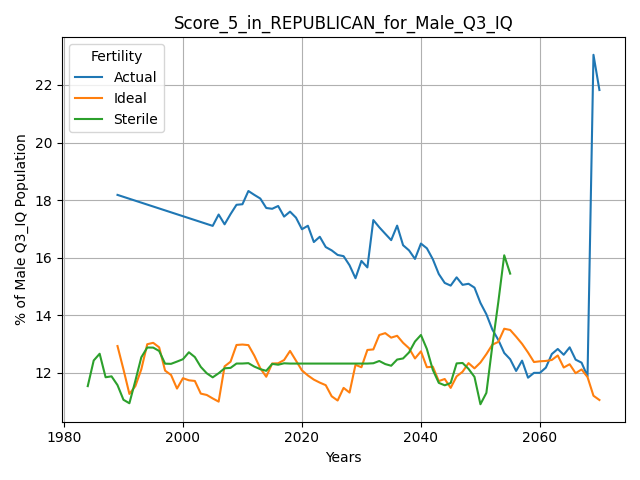 Score_5_in_REPUBLICAN_for_Male_Q3_IQ
Fertility
Actual
Ideal
Sterile
% of Male Q3_IQ Population
22
20
18
16
14
12
1980
2000
2020
2040
2060
Years